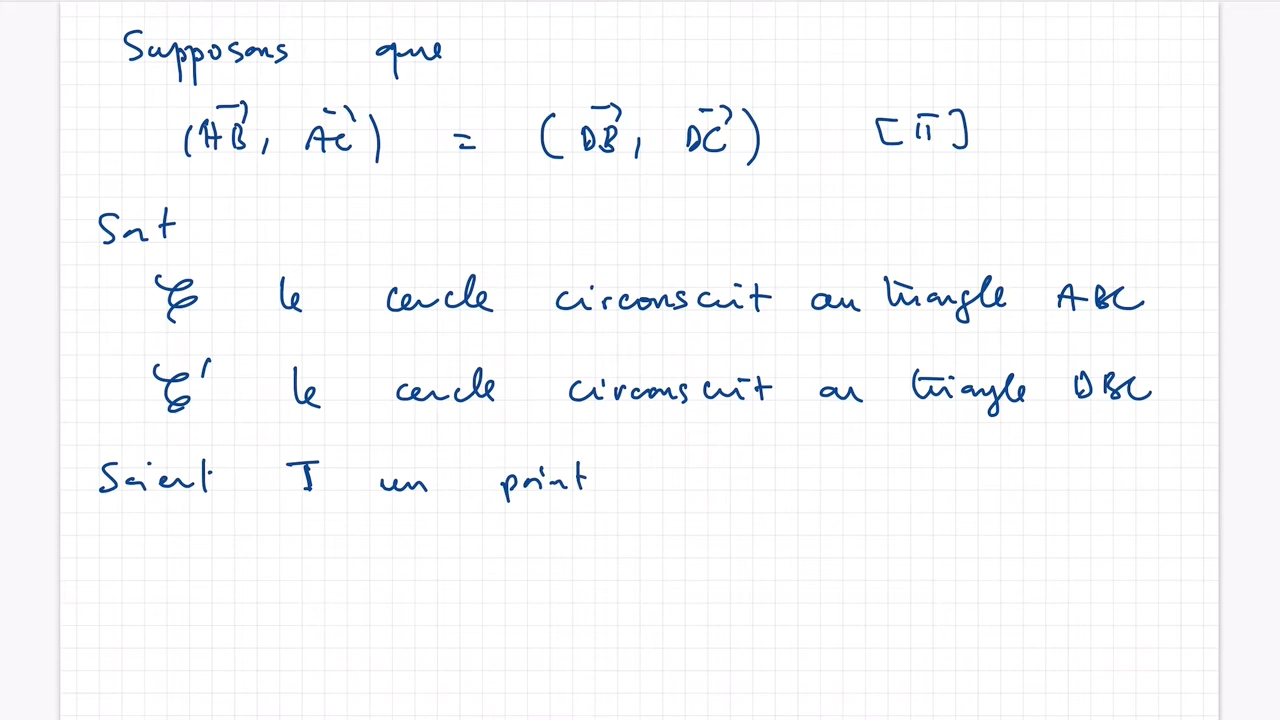 Supposons que
(AB⃗, AC⃗) = (DB⃗, DC⃗) [π]
Soit
𝒞 le cercle circonscrit au triangle ABC
𝒞' le cercle circonscrit au triangle DBC
Soient T un point